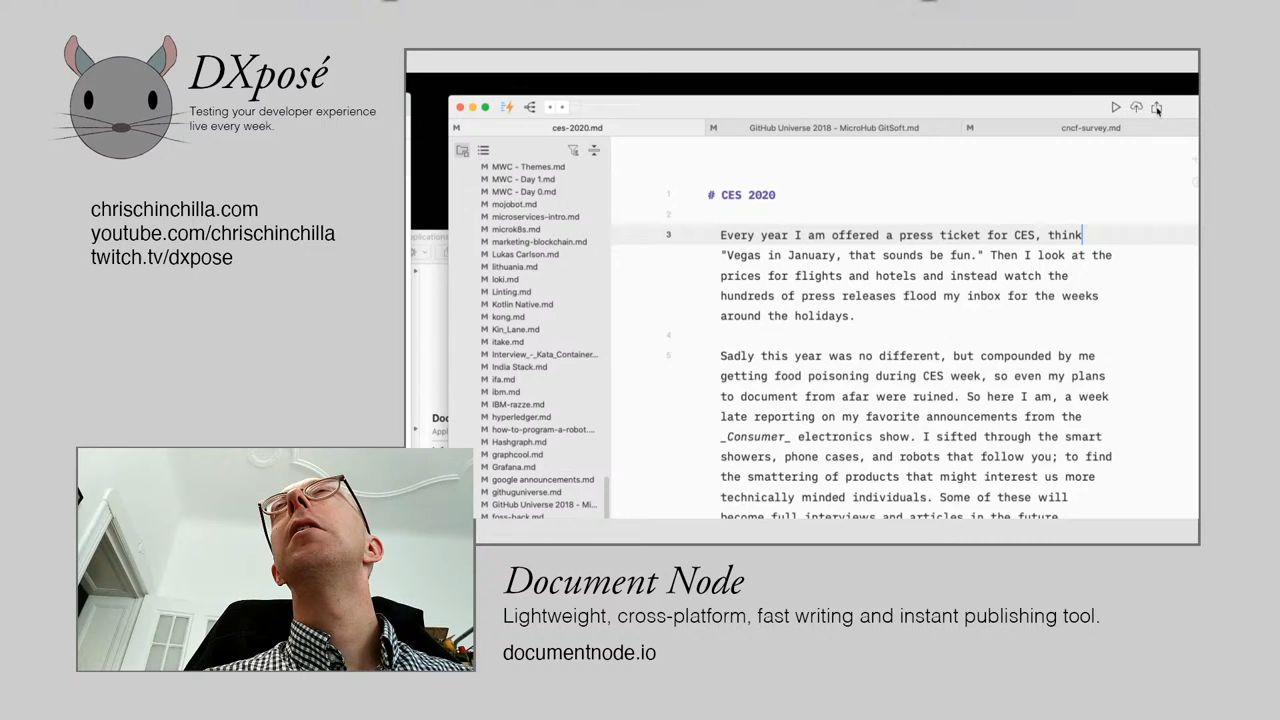 DXposé
Testing your developer experience
live every week.
chrischinchilla.com
youtube.com/chrischinchilla
twitch.tv/dxpose
ces-2020.md
GitHub Universe 2018 - MicroHub GitSoft.md
cncf-survey.md
MWC - Themes.md
MWC - Day 1.md
MWC - Day 0.md
mojobot.md
microservices-intro.md
microk8s.md
marketing-blockchain.md
Lukas Carlson.md
lithuania.md
loki.md
Linting.md
Kotlin Native.md
kong.md
Kin_Lane.md
itake.md
Interview_-_Kata_Container...
India Stack.md
ifa.md
ibm.md
IBM-razze.md
hyperledger.md
how-to-program-a-robot....
Hashgraph.md
graphcool.md
Grafana.md
google announcements.md
githuguniverse.md
GitHub Universe 2018 - Mi...
1
# CES 2020
2
3
Every year I am offered a press ticket for CES, think
"Vegas in January, that sounds be fun." Then I look at the
prices for flights and hotels and instead watch the
hundreds of press releases flood my inbox for the weeks
around the holidays.
4
5
Sadly this year was no different, but compounded by me
getting food poisoning during CES week, so even my plans
to document from afar were ruined. So here I am, a week
late reporting on my favorite announcements from the
_Consumer_ electronics show. I sifted through the smart
showers, phone cases, and robots that follow you; to find
the smattering of products that might interest us more
technically minded individuals. Some of these will
become full interviews and articles in the future
Document Node
Lightweight, cross-platform, fast writing and instant publishing tool.
documentnode.io